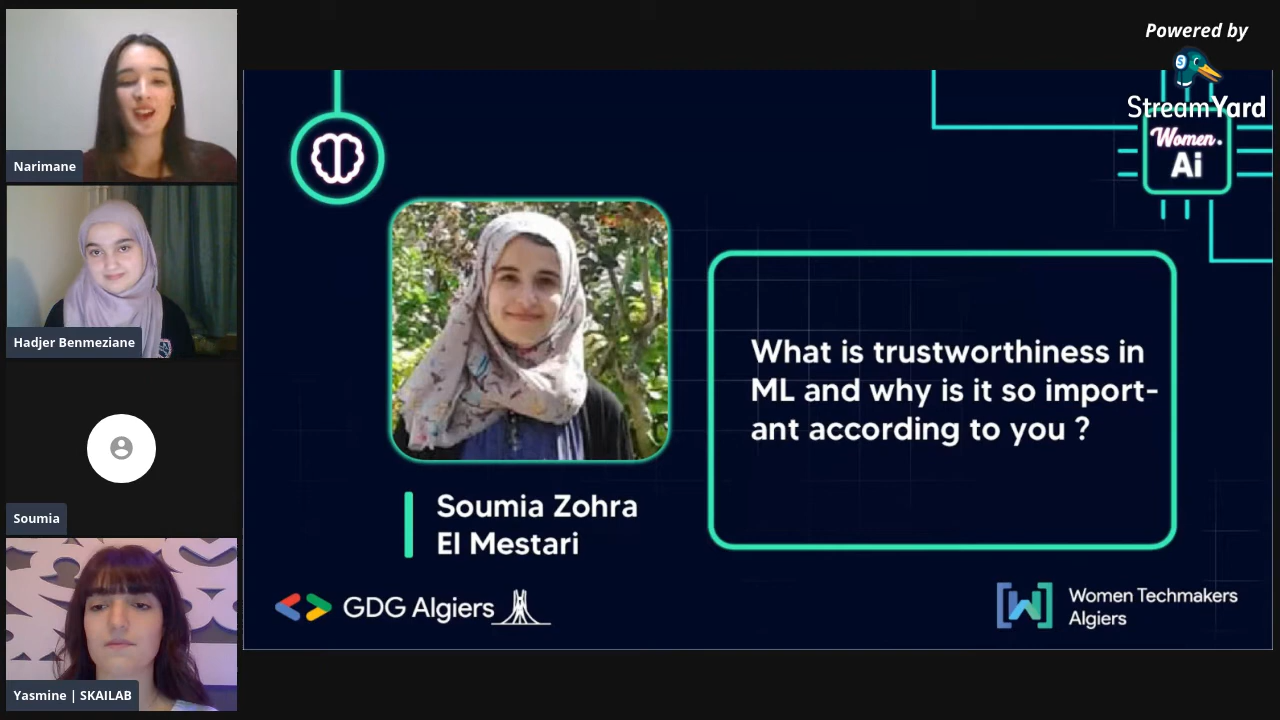 Narimane
Hadjer Benmeziane
Soumia
Yasmine | SKAILAB
Powered by
StreamYard
Women.
Ai
What is trustworthiness in
ML and why is it so import-
ant according to you ?
Soumia Zohra
El Mestari
GDG Algiers
Women Techmakers
Algiers